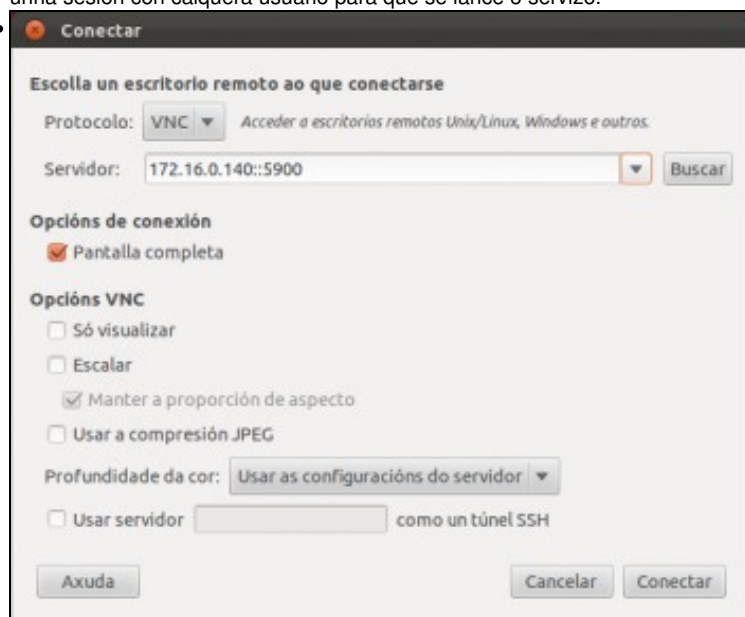 unha sesión con calquera usuario para que se lance o servizo.
Conectar
Escolla un escritorio remoto ao que conectarse
Protocolo: VNC Acceder a escritorios remotos Unix/Linux, Windows e outros.
Servidor: 172.16.0.140::5900 Buscar
Opcións de conexión
Pantalla completa
Opcións VNC
Só visualizar
Escalar
Manter a proporción de aspecto
Usar a compresión JPEG
Profundidade da cor: Usar as configuracións do servidor
Usar servidor como un túnel SSH
Axuda Cancelar Conectar